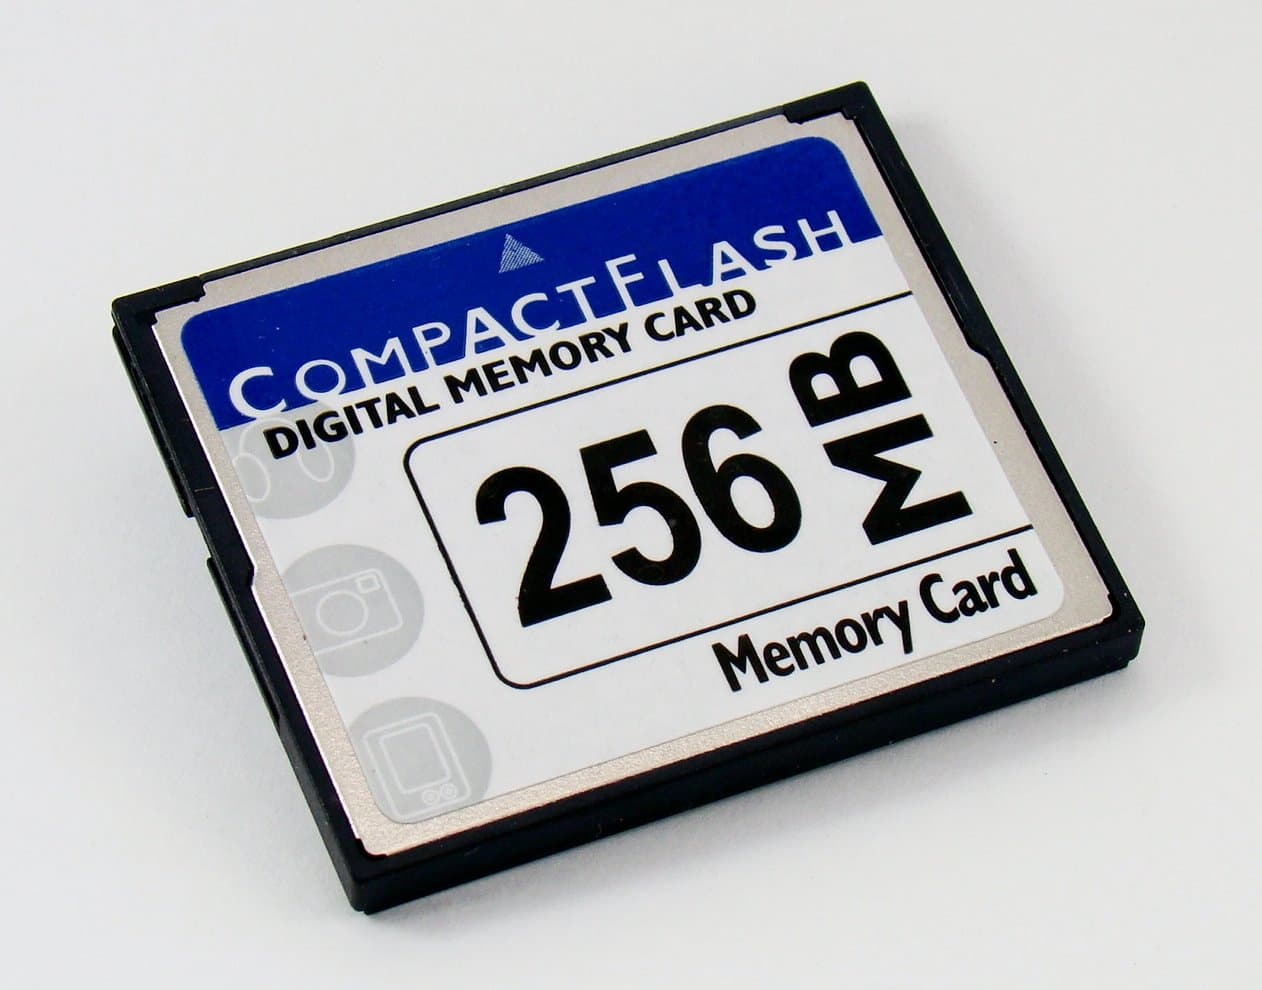 COMPACTFLASH
DIGITAL MEMORY CARD
256 MB
Memory Card